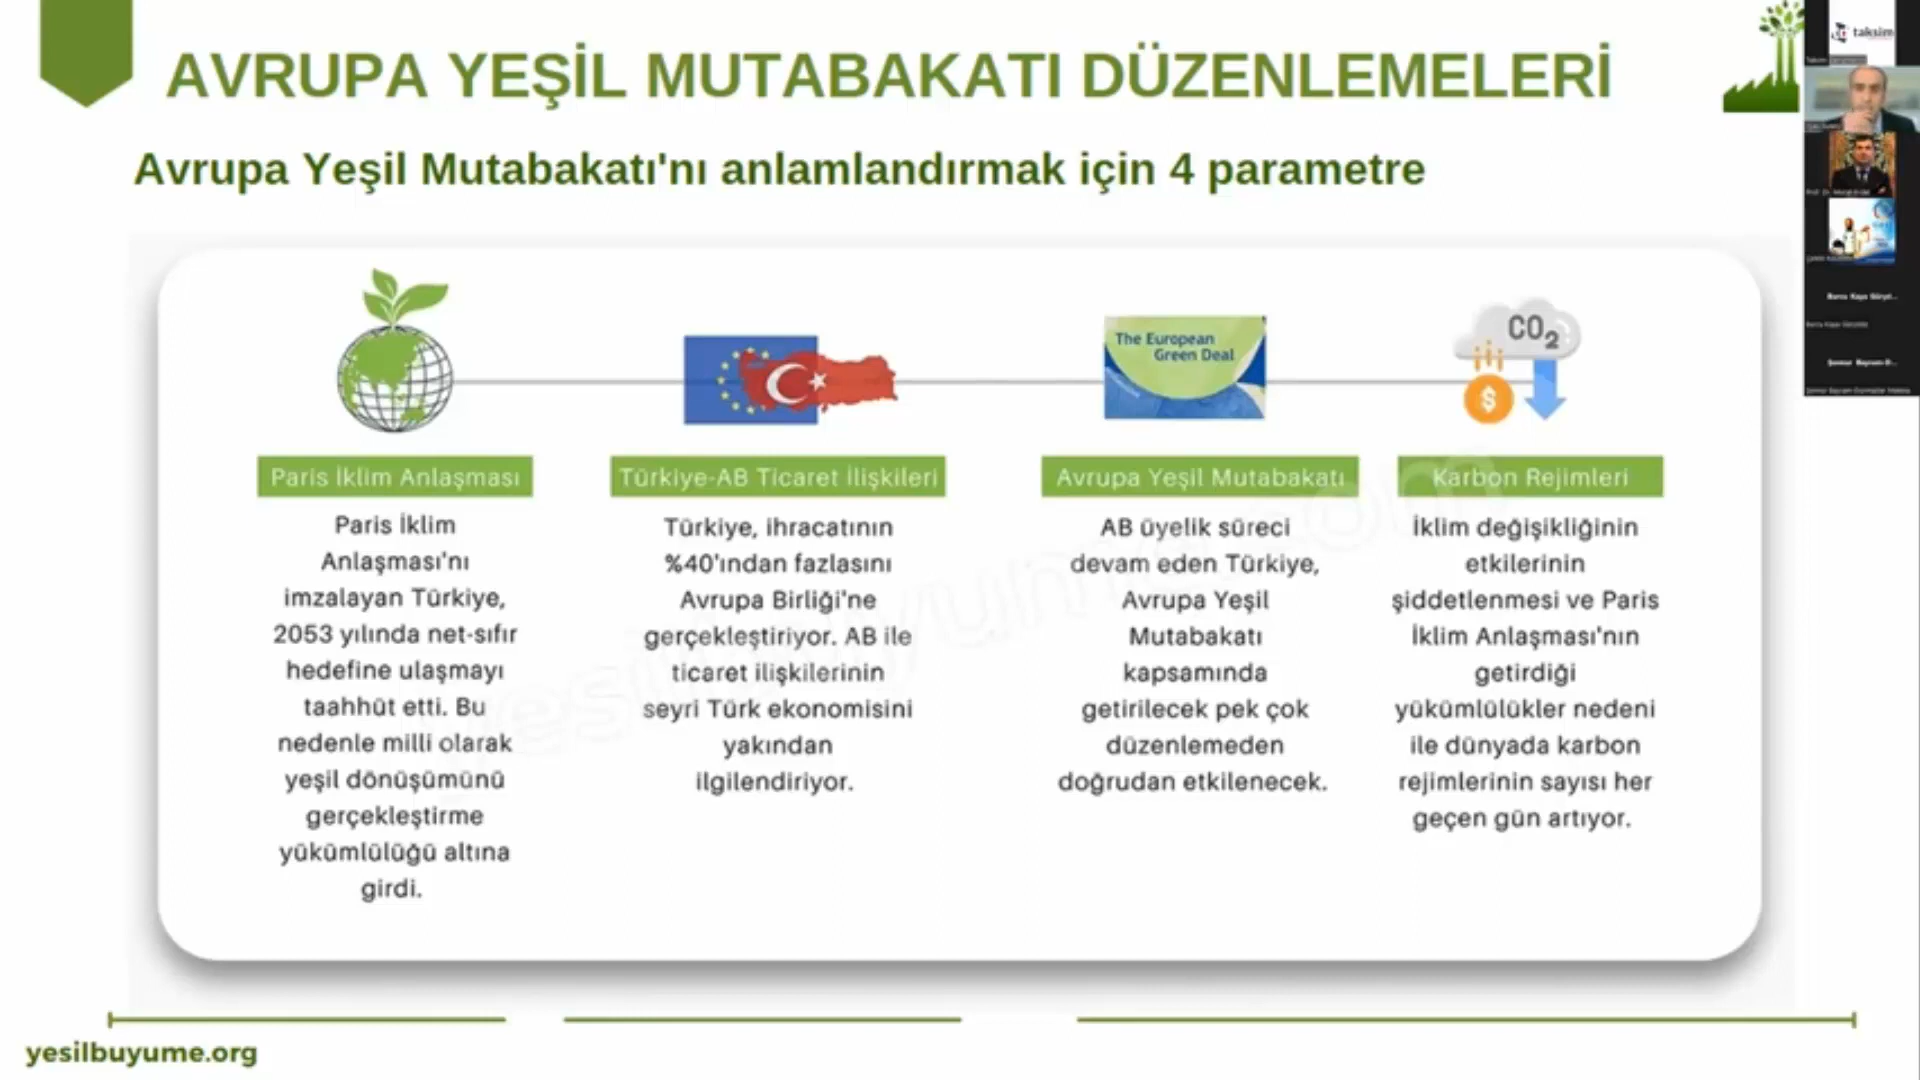 AVRUPA YEŞİL MUTABAKATI DÜZENLEMELERİ
Avrupa Yeşil Mutabakatı'nı anlamlandırmak için 4 parametre
The European
Green Deal
CO2
$
Paris İklim Anlaşması
Paris İklim
Anlaşması'nı
imzalayan Türkiye,
2053 yılında net-sıfır
hedefine ulaşmayı
taahhüt etti. Bu
nedenle milli olarak
yeşil dönüşümünü
gerçekleştirme
yükümlülüğü altına
girdi.
Türkiye-AB Ticaret İlişkileri
Türkiye, ihracatının
%40'ından fazlasını
Avrupa Birliği'ne
gerçekleştiriyor. AB ile
ticaret ilişkilerinin
seyri Türk ekonomisini
yakından
ilgilendiriyor.
Avrupa Yeşil Mutabakatı
AB üyelik süreci
devam eden Türkiye,
Avrupa Yeşil
Mutabakatı
kapsamında
getirilecek pek çok
düzenlemeden
doğrudan etkilenecek.
Karbon Rejimleri
İklim değişikliğinin
etkilerinin
şiddetlenmesi ve Paris
İklim Anlaşması'nın
getirdiği
yükümlülükler nedeni
ile dünyada karbon
rejimlerinin sayısı her
geçen gün artıyor.
yesilbuyume.org
taksim